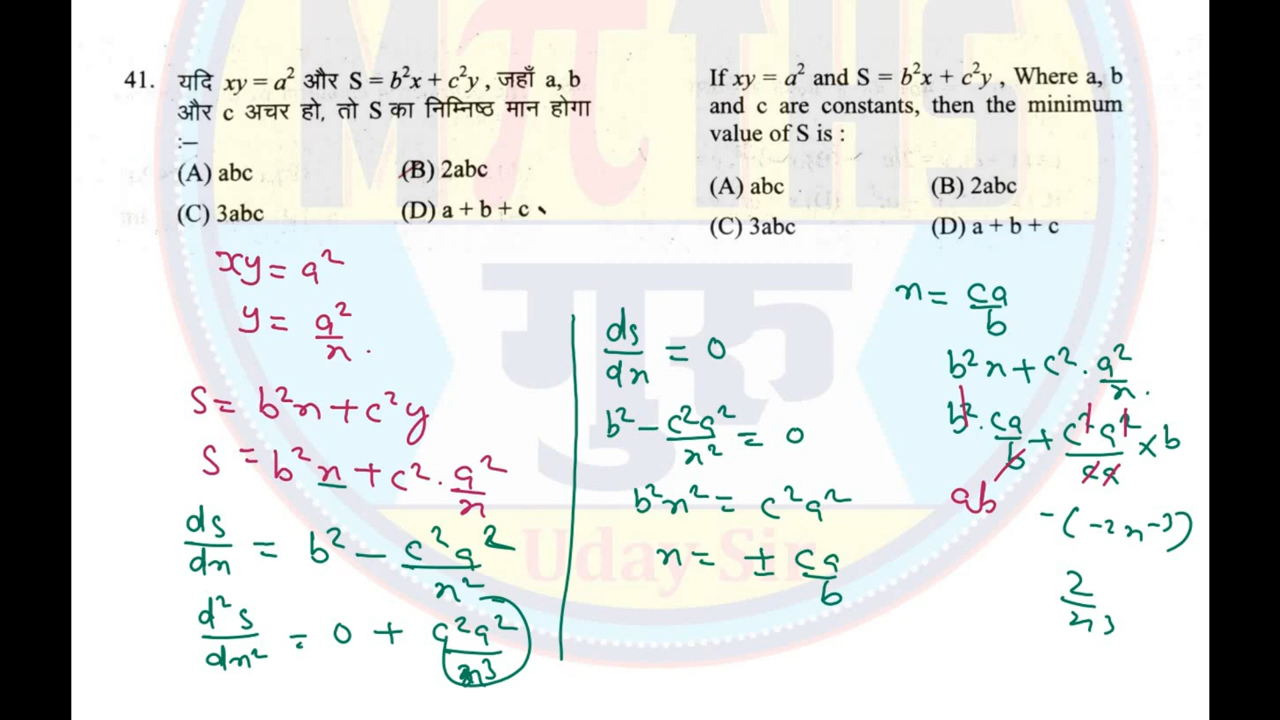 41. यदि xy = a² और S = b²x + c²y , जहाँ a, b
और c अचर हो, तो S का निम्निष्ठ मान होगा
:–
(A) abc (B) 2abc
(C) 3abc (D) a + b + c
If xy = a² and S = b²x + c²y , Where a, b
and c are constants, then the minimum
value of S is :
(A) abc (B) 2abc
(C) 3abc (D) a + b + c
xy = a²
y = a²/x .
S = b²x + c²y
S = b²x + c² . a²/x
ds/dx = b² – c²a²/x²
d²s/dx² = 0 +
ds/dx = 0
b² – c²a²/x² = 0
b²x² = c²a²
x = ± ca/b
x = ca/b
b²x + c² . a²/x .
b² . ca/b + c²a²/ca × b
ab
-(-2x-3)
2/x3
MπTHS
गुरु
Uday Sir